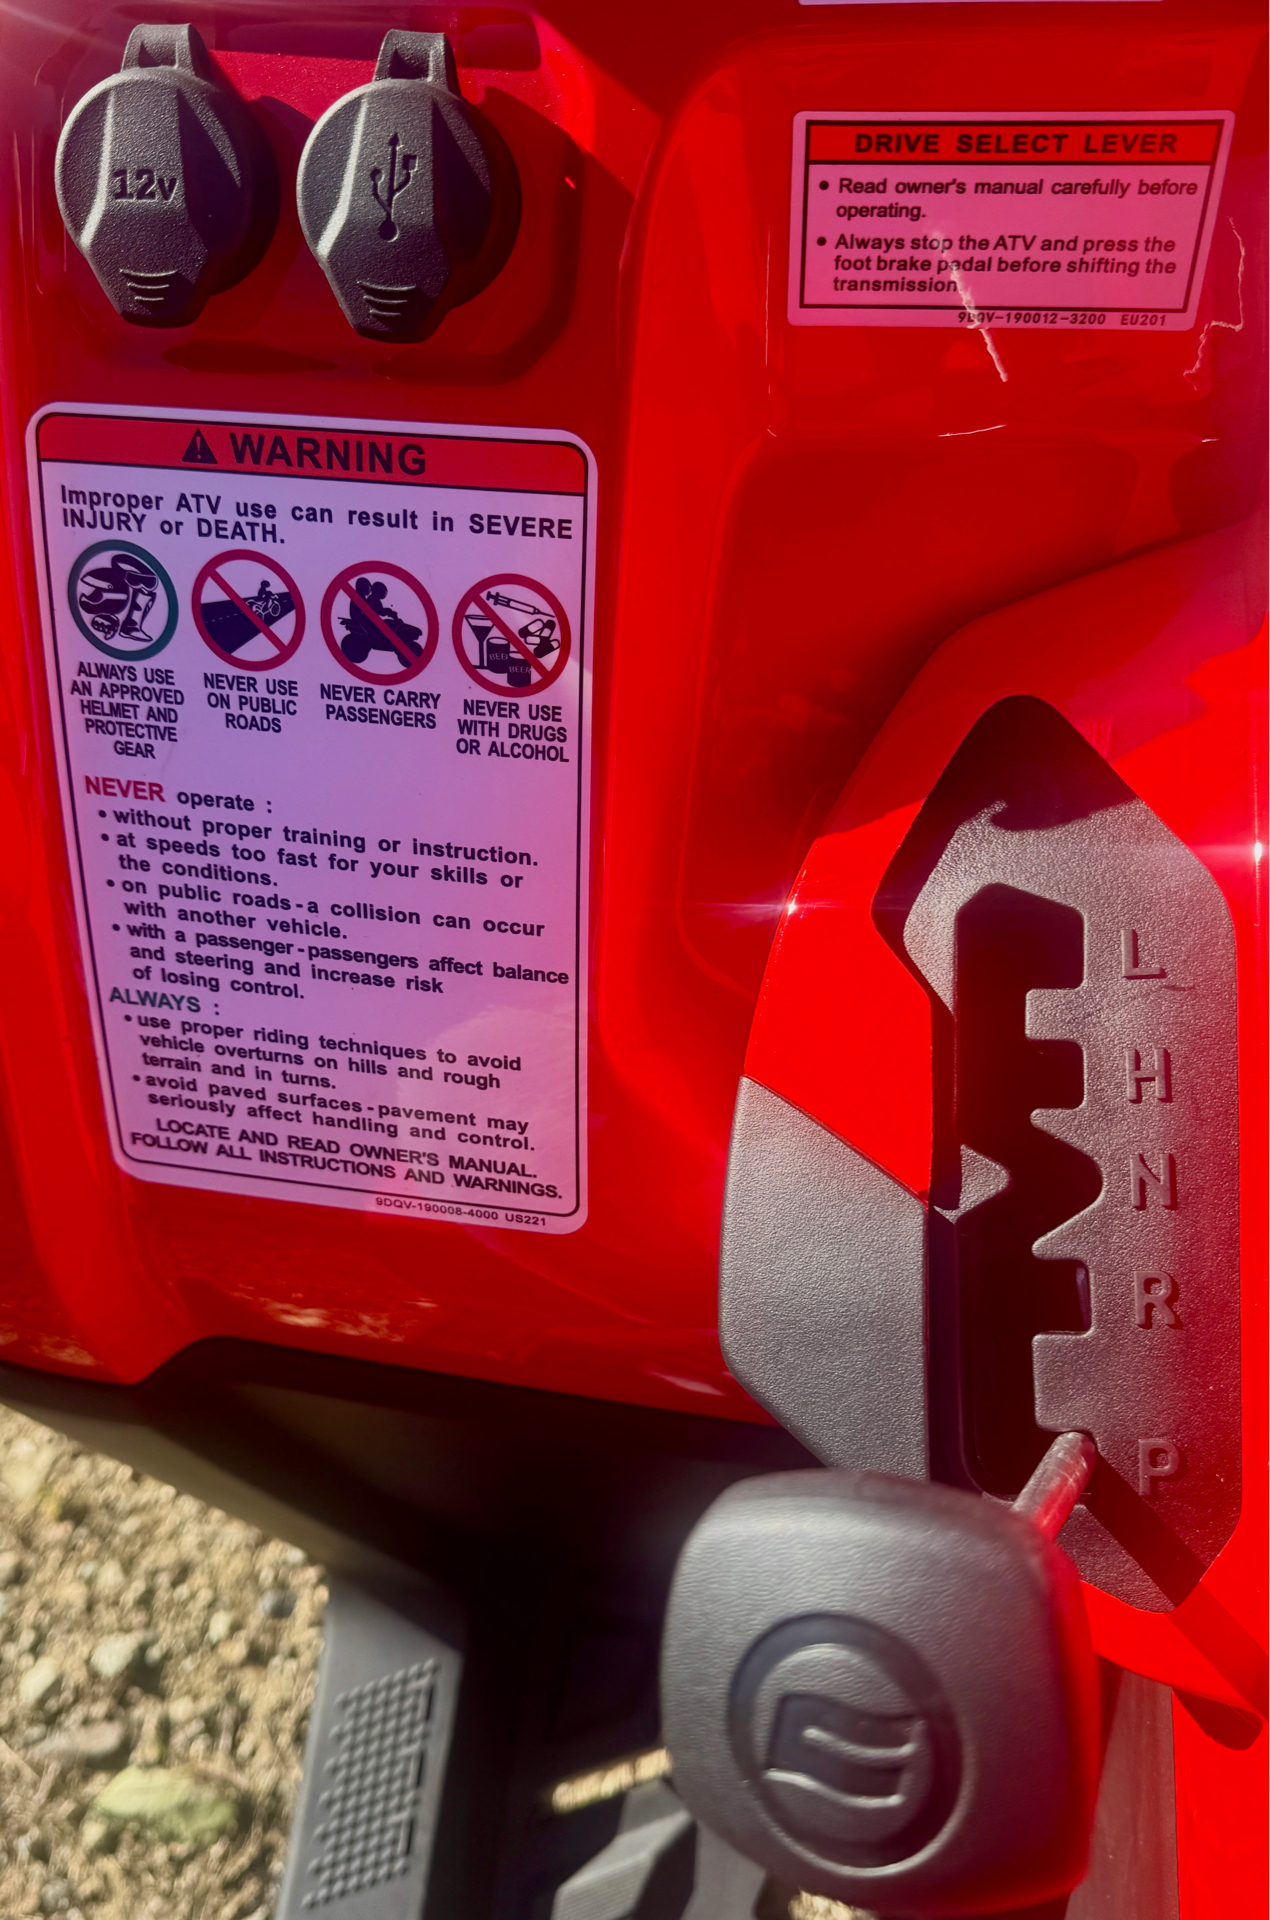 12v
DRIVE SELECT LEVER
• Read owner's manual carefully before
operating.
• Always stop the ATV and press the
foot brake pedal before shifting the
transmission.
9DQV-190012-3200 EU201
WARNING
Improper ATV use can result in SEVERE
INJURY or DEATH.
BEER
BEER
ALWAYS USE
AN APPROVED
HELMET AND
PROTECTIVE
GEAR
NEVER USE
ON PUBLIC
ROADS
NEVER CARRY
PASSENGERS
NEVER USE
WITH DRUGS
OR ALCOHOL
NEVER operate :
• without proper training or instruction.
• at speeds too fast for your skills or
the conditions.
• on public roads-a collision can occur
with another vehicle.
• with a passenger-passengers affect balance
and steering and increase risk
of losing control.
ALWAYS :
• use proper riding techniques to avoid
vehicle overturns on hills and rough
terrain and in turns.
• avoid paved surfaces-pavement may
seriously affect handling and control.
LOCATE AND READ OWNER'S MANUAL.
FOLLOW ALL INSTRUCTIONS AND WARNINGS.
9DQV-190008-4000 US221
L
H
N
R
P